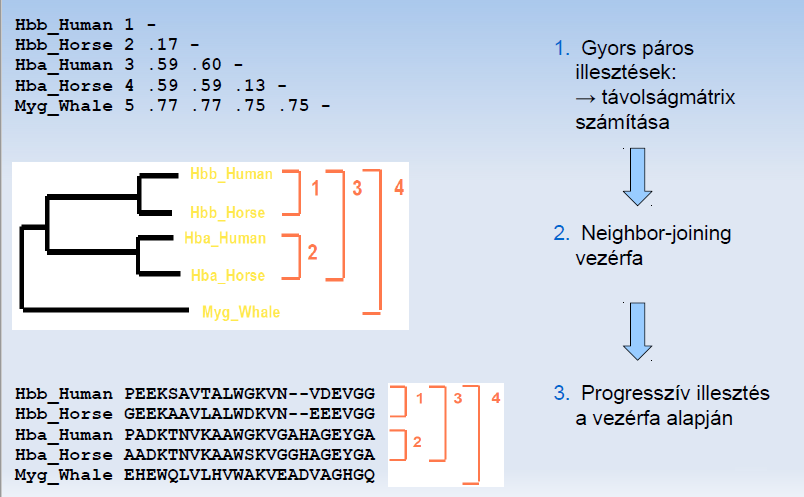 Hbb_Human 1 -
Hbb_Horse 2 .17 -
Hba_Human 3 .59 .60 -
Hba_Horse 4 .59 .59 .13 -
Myg_Whale 5 .77 .77 .75 .75 -
1. Gyors páros
illesztések:
→ távolságmátrix
számítása
Hbb_Human
Hbb_Horse
Hba_Human
Hba_Horse
Myg_Whale
1
2
3
4
2. Neighbor-joining
vezérfa
Hbb_Human PEEKSAVTALWGKVN--VDEVGG
Hbb_Horse GEEKAAVLALWDKVN--EEEVGG
Hba_Human PADKTNVKAAWGKVGAHAGEYGA
Hba_Horse AADKTNVKAAWSKVGGHAGEYGA
Myg_Whale EHEWQLVLHVWAKVEADVAGHGQ
1
2
3
4
3. Progresszív illesztés
a vezérfa alapján